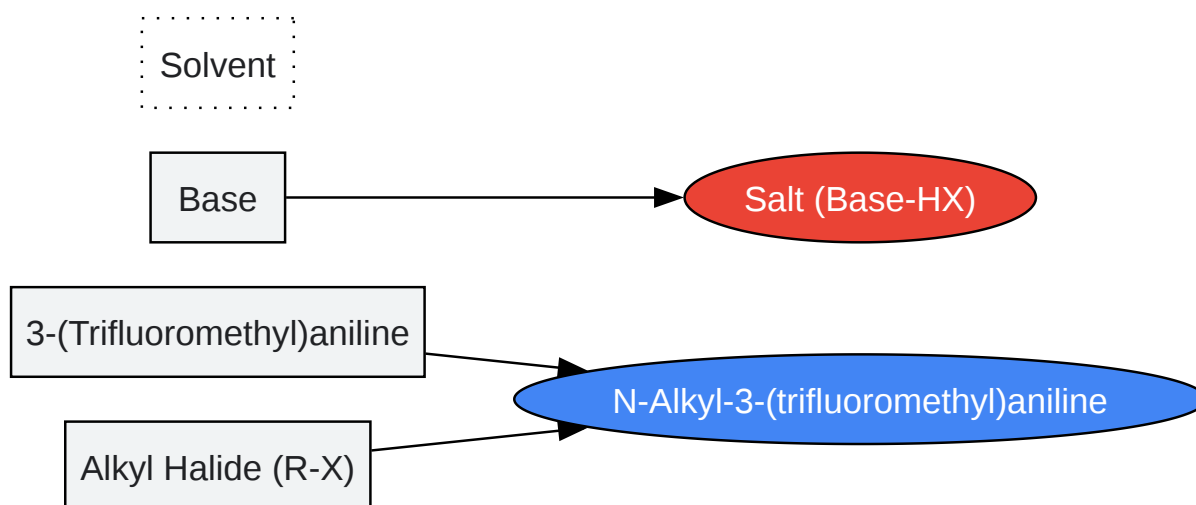 Solvent
Base
Salt (Base-HX)
3-(Trifluoromethyl)aniline
N-Alkyl-3-(trifluoromethyl)aniline
Alkyl Halide (R-X)